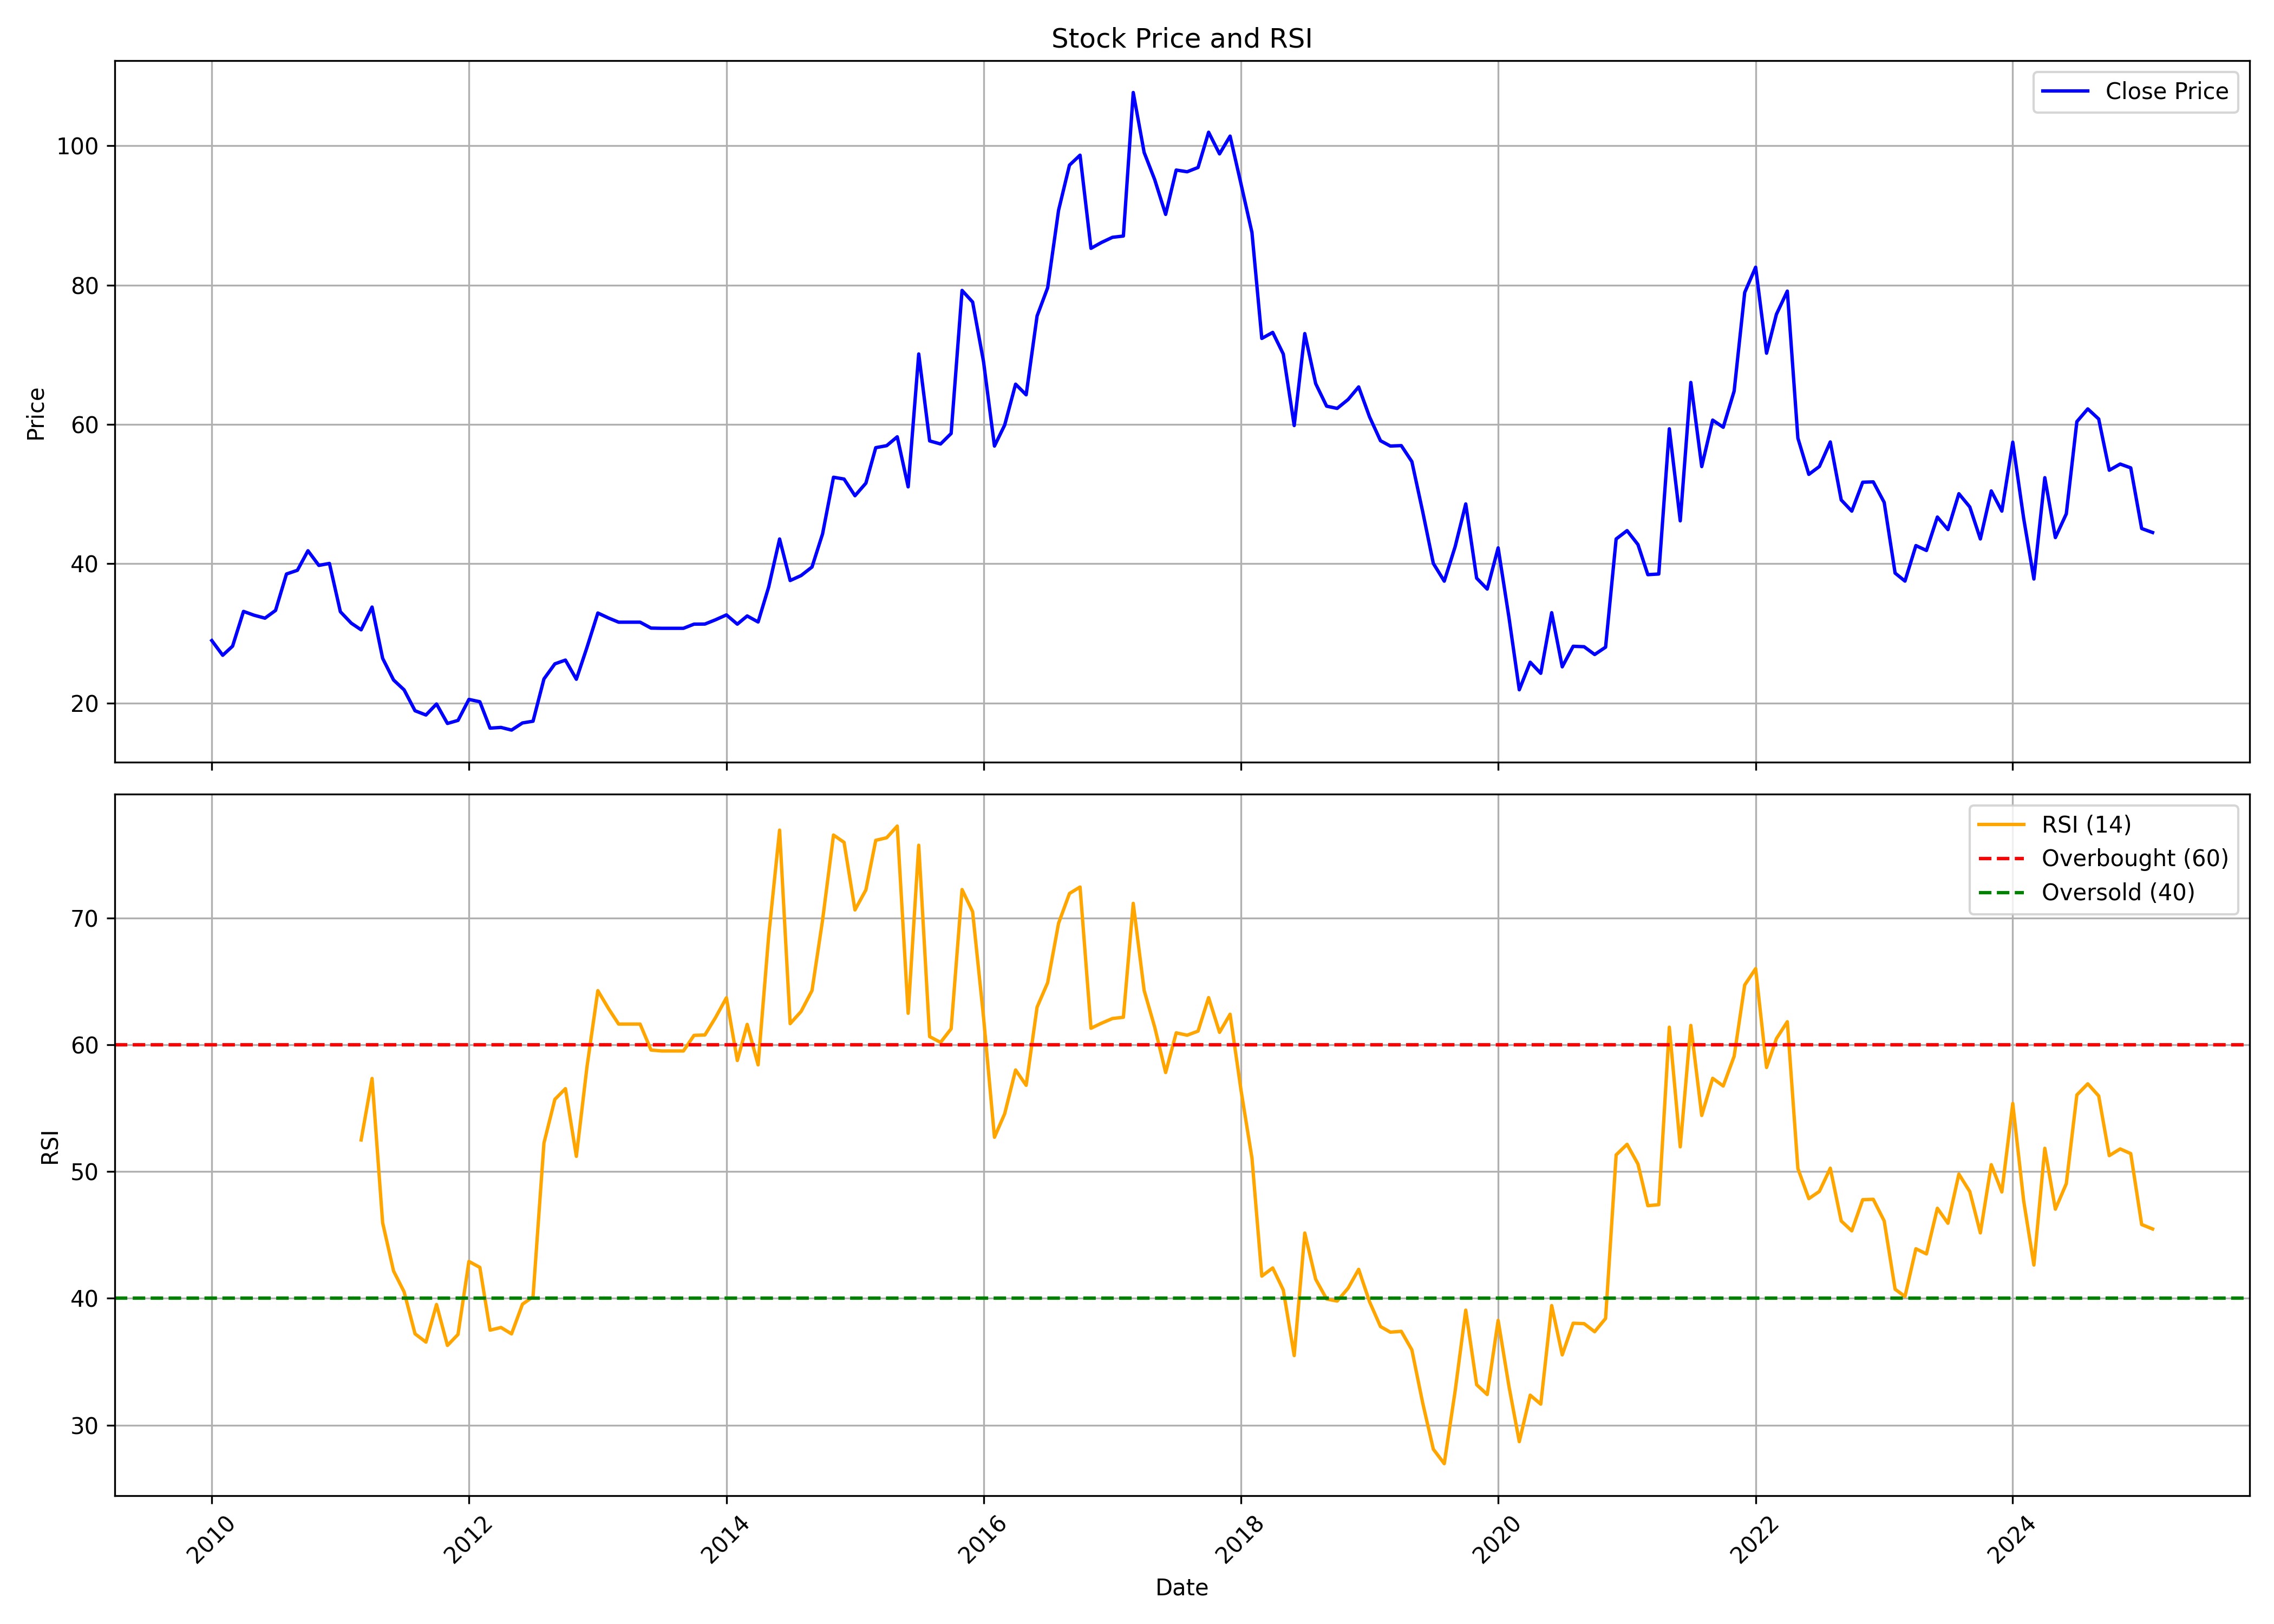 Stock Price and RSI
Close Price
100
80
60
40
20
Price
RSI (14)
Overbought (60)
Oversold (40)
70
60
50
40
30
RSI
2010
2012
2014
2016
2018
2020
2022
2024
Date